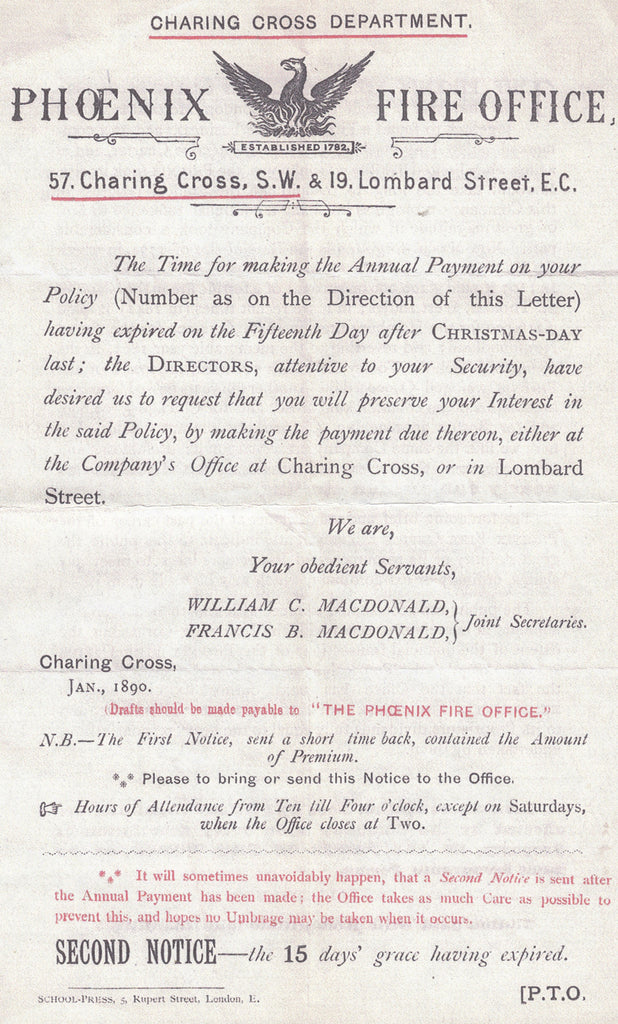 CHARING CROSS DEPARTMENT.
PHŒNIX FIRE OFFICE,
ESTABLISHED 1782.
57. Charing Cross, S.W. & 19. Lombard Street, E.C.
The Time for making the Annual Payment on your
Policy (Number as on the Direction of this Letter)
having expired on the Fifteenth Day after CHRISTMAS-DAY
last; the DIRECTORS, attentive to your Security, have
desired us to request that you will preserve your Interest in
the said Policy, by making the payment due thereon, either at
the Company's Office at Charing Cross, or in Lombard
Street.
We are,
Your obedient Servants,
WILLIAM C. MACDONALD,
FRANCIS B. MACDONALD, } Joint Secretaries.
Charing Cross,
JAN., 1890.
(Drafts should be made payable to "THE PHŒNIX FIRE OFFICE."
N.B.—The First Notice, sent a short time back, contained the Amount
of Premium.
*** Please to bring or send this Notice to the Office.
☞ Hours of Attendance from Ten till Four o'clock, except on Saturdays,
when the Office closes at Two.
*** It will sometimes unavoidably happen, that a Second Notice is sent after
the Annual Payment has been made; the Office takes as much Care as possible to
prevent this, and hopes no Umbrage may be taken when it occurs.
SECOND NOTICE—the 15 days' grace having expired.
SCHOOL-PRESS, 5, Rupert Street, London, E.
[P.T.O.